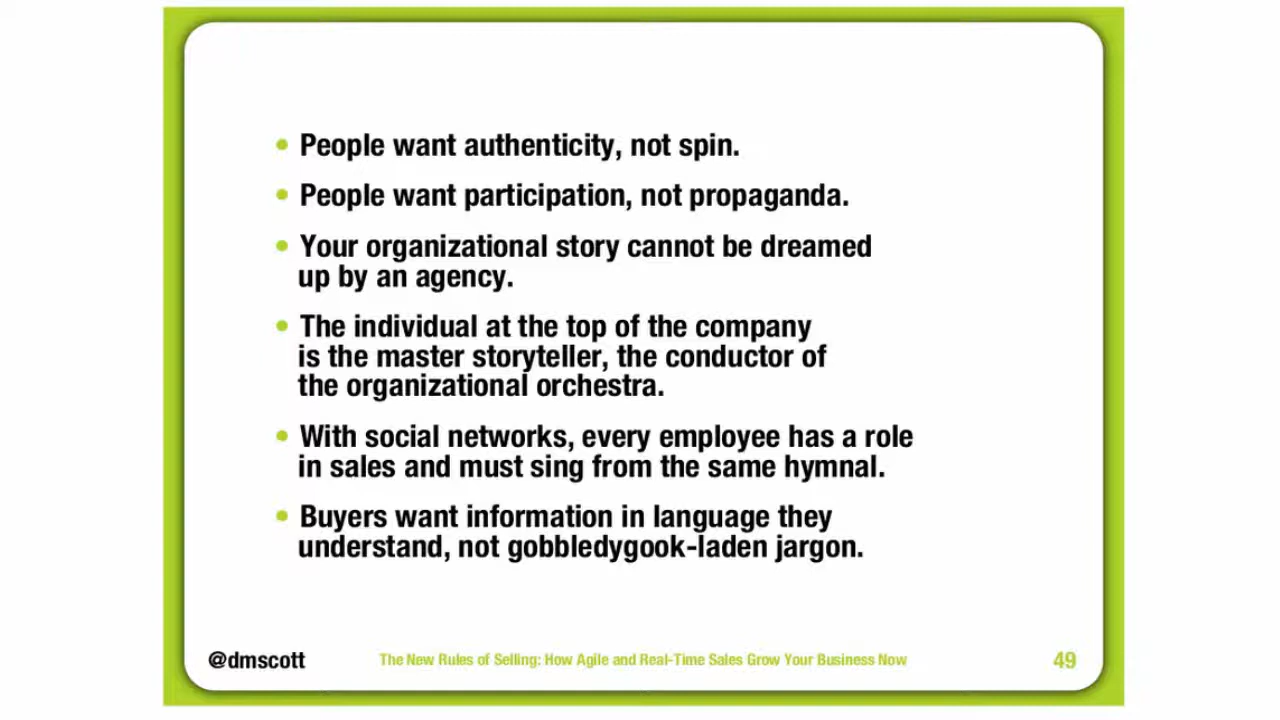 • People want authenticity, not spin.
• People want participation, not propaganda.
• Your organizational story cannot be dreamed
up by an agency.
• The individual at the top of the company
is the master storyteller, the conductor of
the organizational orchestra.
• With social networks, every employee has a role
in sales and must sing from the same hymnal.
• Buyers want information in language they
understand, not gobbledygook-laden jargon.
@dmscott
The New Rules of Selling: How Agile and Real-Time Sales Grow Your Business Now
49